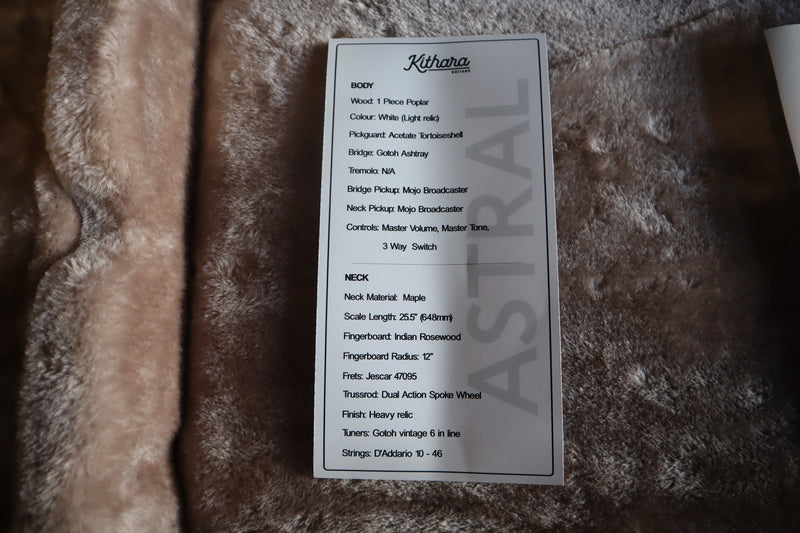 Kithara
GUITARS
BODY
Wood: 1 Piece Poplar
Colour: White (Light relic)
Pickguard: Acetate Tortoiseshell
Bridge: Gotoh Ashtray
Tremolo: N/A
Bridge Pickup: Mojo Broadcaster
Neck Pickup: Mojo Broadcaster
Controls: Master Volume, Master Tone,
3 Way Switch
NECK
Neck Material: Maple
Scale Length: 25.5" (648mm)
Fingerboard: Indian Rosewood
Fingerboard Radius: 12"
Frets: Jescar 47095
Trussrod: Dual Action Spoke Wheel
Finish: Heavy relic
Tuners: Gotoh vintage 6 in line
Strings: D'Addario 10 - 46
ASTRAL